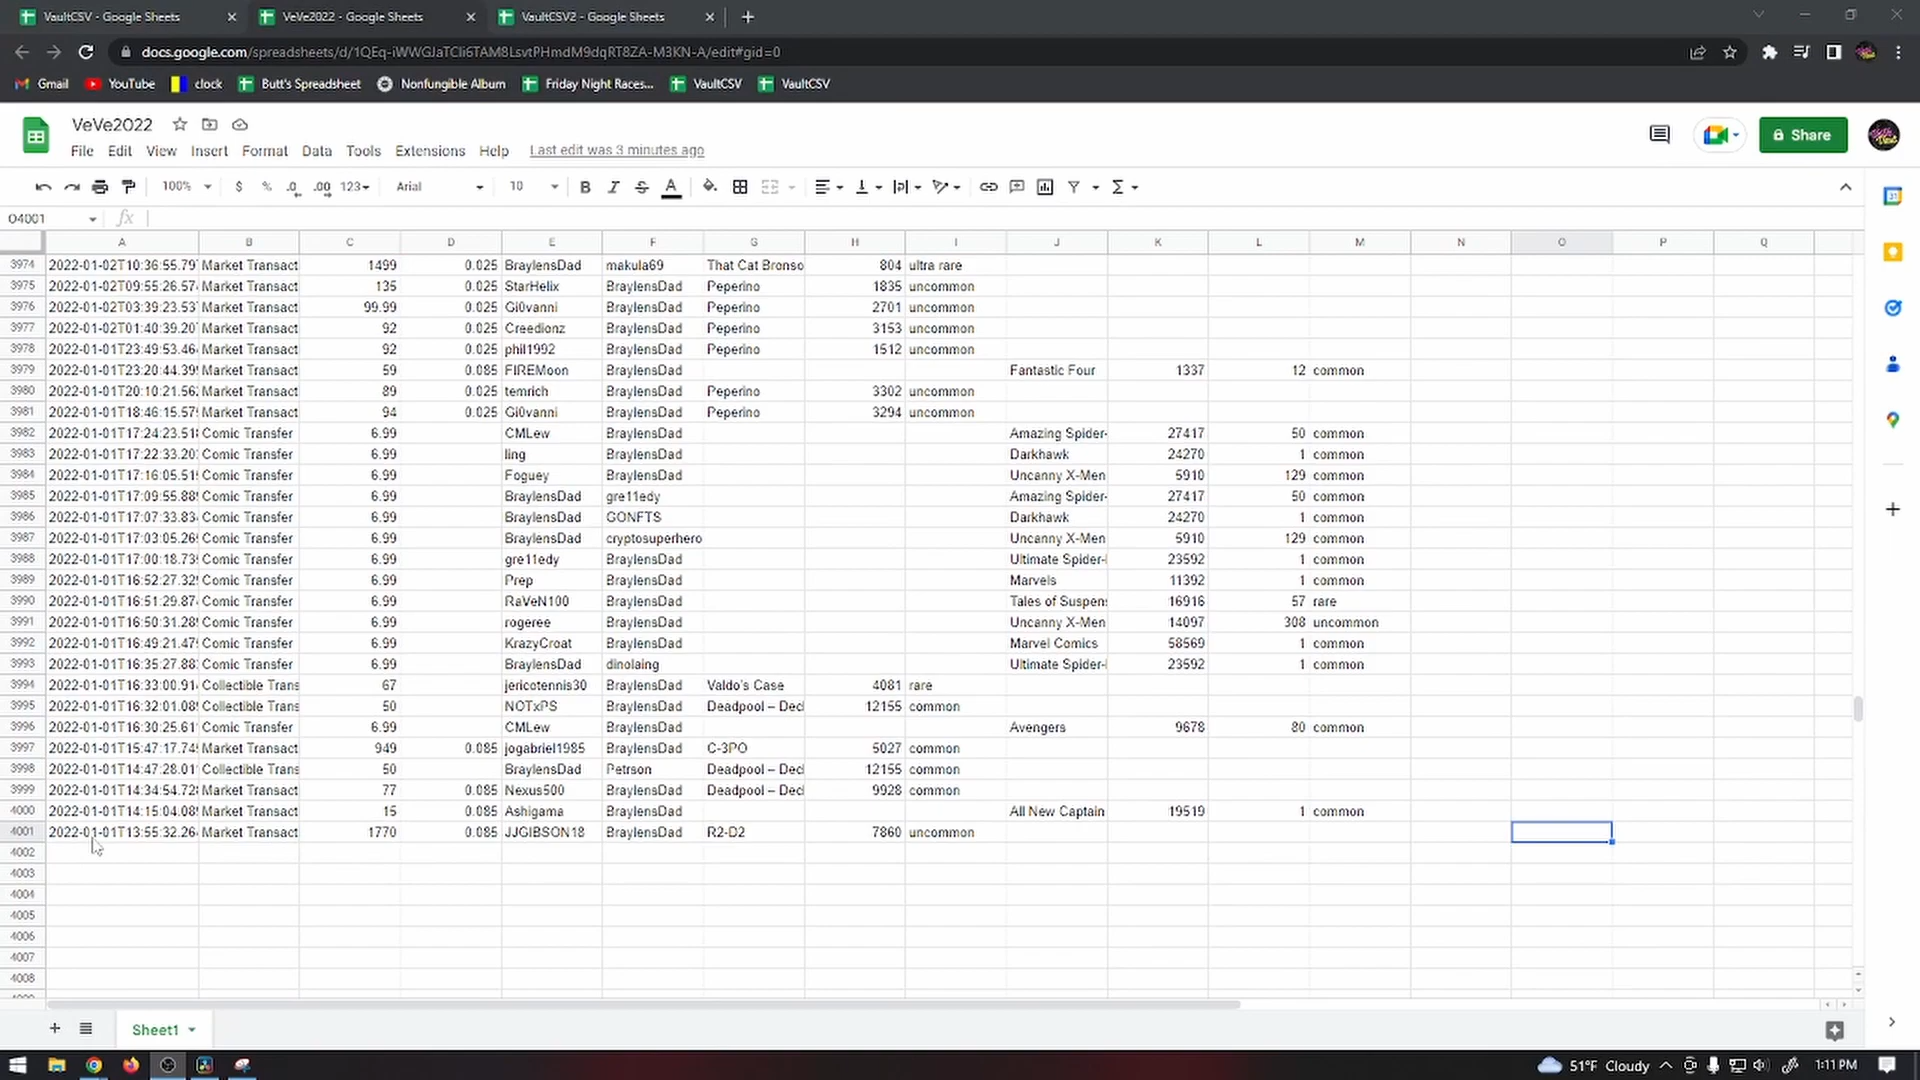 VaultCSV - Google Sheets
VeVe2022 - Google Sheets
VaultCSV2 - Google Sheets
docs.google.com/spreadsheets/d/1QEq-iWWGJaTCli6TAM8LsvtPHmdM9dqRT8ZA-M3KN-A/edit#gid=0
Gmail YouTube clock Butt's Spreadsheet Nonfungible Album Friday Night Races... VaultCSV VaultCSV
VeVe2022
Share
File Edit View Insert Format Data Tools Extensions Help Last edit was 3 minutes ago
100% $ % .0 .00 123 Arial 10 B I S A
O4001 fx
A B C D E F G H I J K L M N O P Q
3974 2022-01-02T10:36:55.79 Market Transact 1499 0.025 BraylensDad makula69 That Cat Bronso 804 ultra rare
3975 2022-01-02T09:55:26.57 Market Transact 135 0.025 StarHelix BraylensDad Peperino 1835 uncommon
3976 2022-01-02T03:39:23.53 Market Transact 99.99 0.025 Gi0vanni BraylensDad Peperino 2701 uncommon
3977 2022-01-02T01:40:39.20 Market Transact 92 0.025 Creedionz BraylensDad Peperino 3153 uncommon
3978 2022-01-01T23:49:53.46 Market Transact 92 0.025 phil1992 BraylensDad Peperino 1512 uncommon
3979 2022-01-01T23:20:44.39 Market Transact 59 0.085 FIREMoon BraylensDad Fantastic Four 1337 12 common
3980 2022-01-01T20:10:21.56 Market Transact 89 0.025 temrich BraylensDad Peperino 3302 uncommon
3981 2022-01-01T18:46:15.57 Market Transact 94 0.025 Gi0vanni BraylensDad Peperino 3294 uncommon
3982 2022-01-01T17:24:23.51 Comic Transfer 6.99 CMLew BraylensDad Amazing Spider- 27417 50 common
3983 2022-01-01T17:22:33.20 Comic Transfer 6.99 ling BraylensDad Darkhawk 24270 1 common
3984 2022-01-01T17:16:05.51 Comic Transfer 6.99 Foguey BraylensDad Uncanny X-Men 5910 129 common
3985 2022-01-01T17:09:55.88 Comic Transfer 6.99 BraylensDad gre11edy Amazing Spider- 27417 50 common
3986 2022-01-01T17:07:33.83 Comic Transfer 6.99 BraylensDad GONFTS Darkhawk 24270 1 common
3987 2022-01-01T17:03:05.26 Comic Transfer 6.99 BraylensDad cryptosuperhero Uncanny X-Men 5910 129 common
3988 2022-01-01T17:00:18.73 Comic Transfer 6.99 gre11edy BraylensDad Ultimate Spider- 23592 1 common
3989 2022-01-01T16:52:27.32 Comic Transfer 6.99 Prep BraylensDad Marvels 11392 1 common
3990 2022-01-01T16:51:29.87 Comic Transfer 6.99 RaVeN100 BraylensDad Tales of Suspens 16916 57 rare
3991 2022-01-01T16:50:31.28 Comic Transfer 6.99 rogeree BraylensDad Uncanny X-Men 14097 308 uncommon
3992 2022-01-01T16:49:21.47 Comic Transfer 6.99 KrazyCroat BraylensDad Marvel Comics 58569 1 common
3993 2022-01-01T16:35:27.88 Comic Transfer 6.99 BraylensDad dinolaing Ultimate Spider- 23592 1 common
3994 2022-01-01T16:33:00.91 Collectible Trans 67 jericotennis30 BraylensDad Valdo's Case 4081 rare
3995 2022-01-01T16:32:01.08 Collectible Trans 50 NOTxPS BraylensDad Deadpool – Decl 12155 common
3996 2022-01-01T16:30:25.61 Comic Transfer 6.99 CMLew BraylensDad Avengers 9678 80 common
3997 2022-01-01T15:47:17.74 Market Transact 949 0.085 jogabriel1985 BraylensDad C-3PO 5027 common
3998 2022-01-01T14:47:28.01 Collectible Trans 50 BraylensDad Petrson Deadpool – Decl 12155 common
3999 2022-01-01T14:34:54.72 Market Transact 77 0.085 Nexus500 BraylensDad Deadpool – Decl 9928 common
4000 2022-01-01T14:15:04.08 Market Transact 15 0.085 Ashigama BraylensDad All New Captain 19519 1 common
4001 2022-01-01T13:55:32.26 Market Transact 1770 0.085 JJGIBSON18 BraylensDad R2-D2 7860 uncommon
4002
4003
4004
4005
4006
4007
4008
Sheet1
51°F Cloudy 1:11 PM